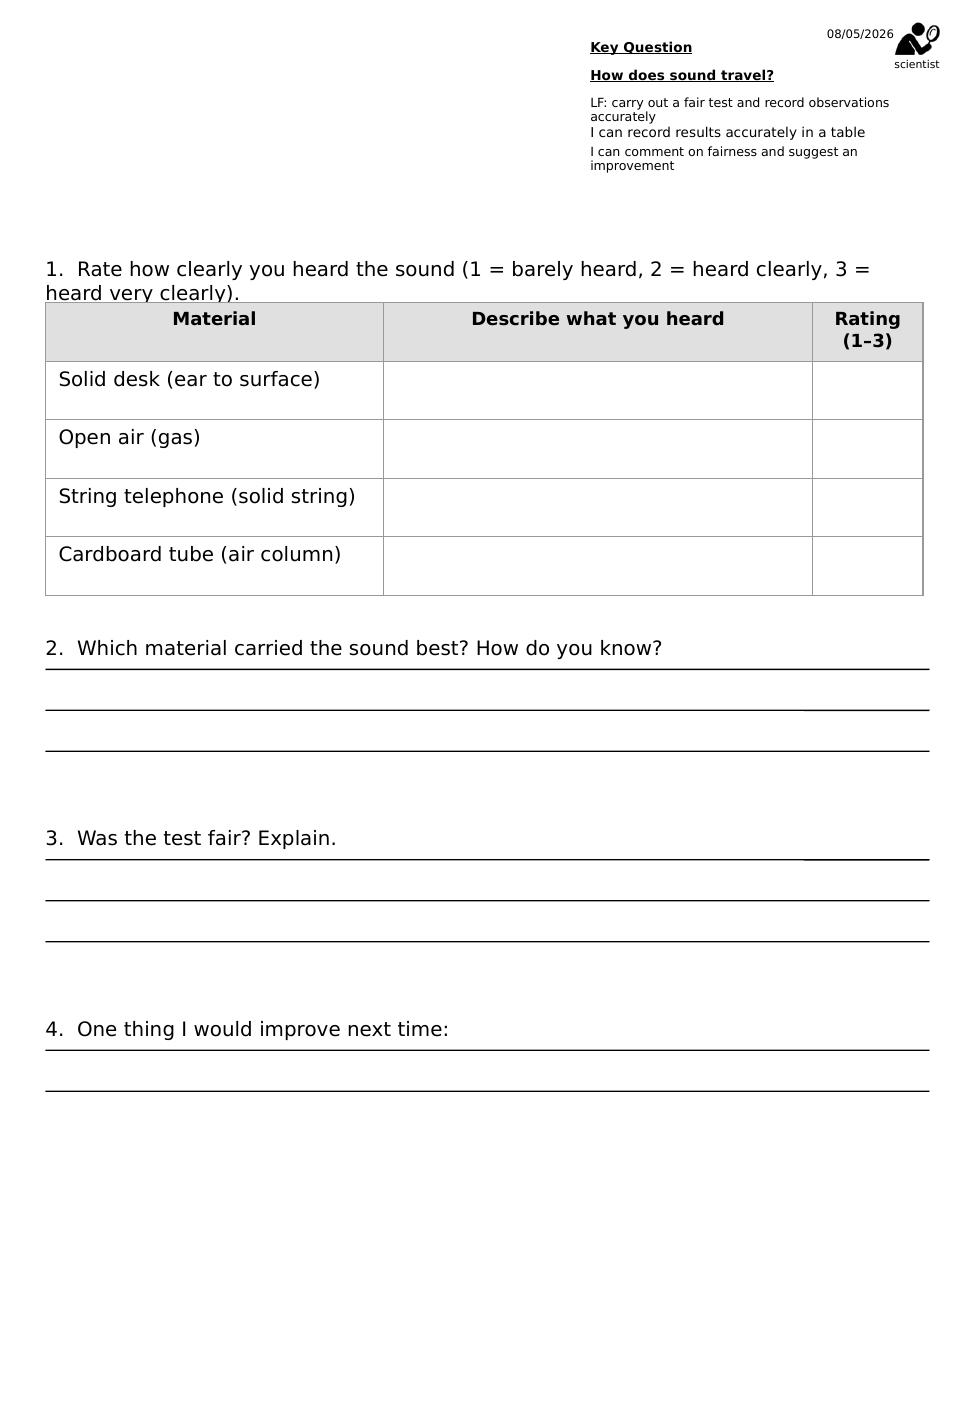 08/05/2026
Key Question
scientist
How does sound travel?
LF: carry out a fair test and record observations
accurately
I can record results accurately in a table
I can comment on fairness and suggest an
improvement
1. Rate how clearly you heard the sound (1 = barely heard, 2 = heard clearly, 3 =
heard very clearly).
Material Describe what you heard Rating
(1–3)
Solid desk (ear to surface)
Open air (gas)
String telephone (solid string)
Cardboard tube (air column)
2. Which material carried the sound best? How do you know?
3. Was the test fair? Explain.
4. One thing I would improve next time: